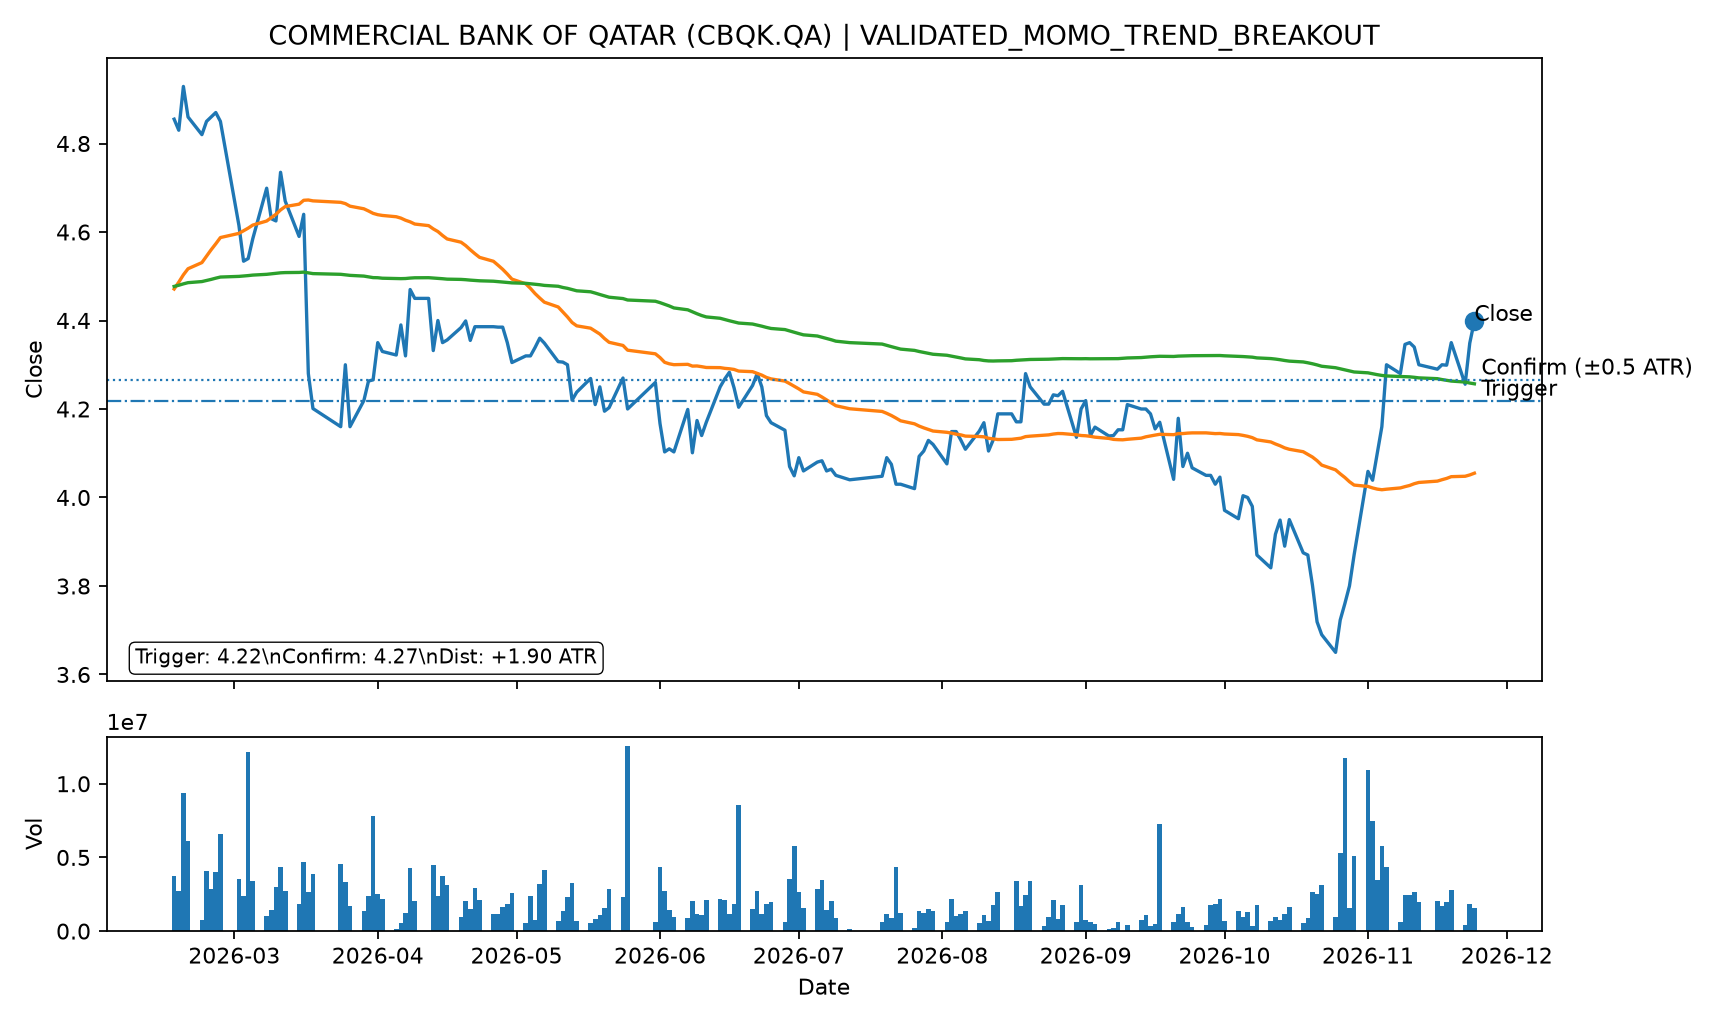 COMMERCIAL BANK OF QATAR (CBQK.QA) | VALIDATED_MOMO_TREND_BREAKOUT
Close
4.8
4.6
4.4
4.2
4.0
3.8
3.6
Close
Confirm (±0.5 ATR)
Trigger
Trigger: 4.22\nConfirm: 4.27\nDist: +1.90 ATR
1e7
Vol
1.0
0.5
0.0
2026-03 2026-04 2026-05 2026-06 2026-07 2026-08 2026-09 2026-10 2026-11 2026-12
Date